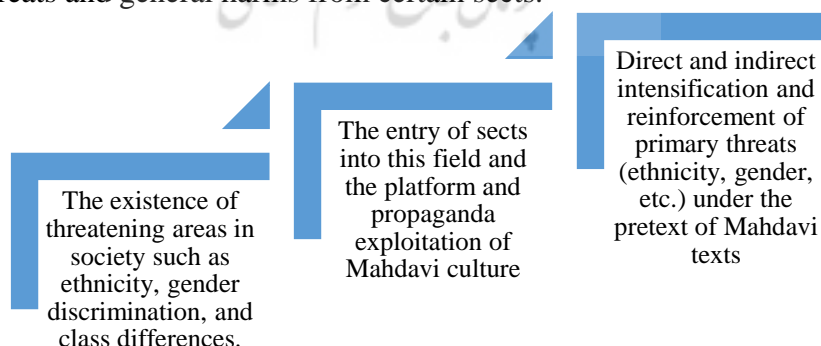 reats and general harms from certain sects.
The existence of
threatening areas in
society such as
ethnicity, gender
discrimination, and
class differences.
The entry of sects
into this field and
the platform and
propaganda
exploitation of
Mahdavi culture
Direct and indirect
intensification and
reinforcement of
primary threats
(ethnicity, gender,
etc.) under the
pretext of Mahdavi
texts